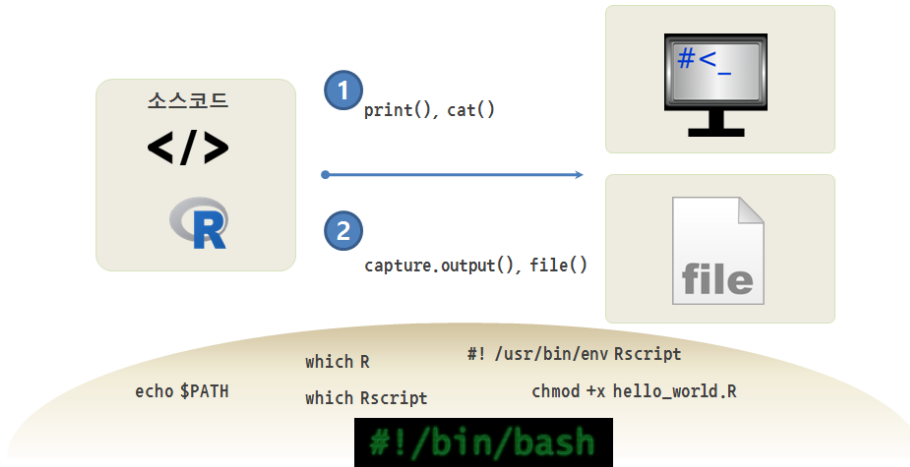 소스코드
</>
R
1
print(), cat()
2
capture.output(), file()
#<_
file
which R
#! /usr/bin/env Rscript
echo $PATH
which Rscript
chmod +x hello_world.R
#!/bin/bash